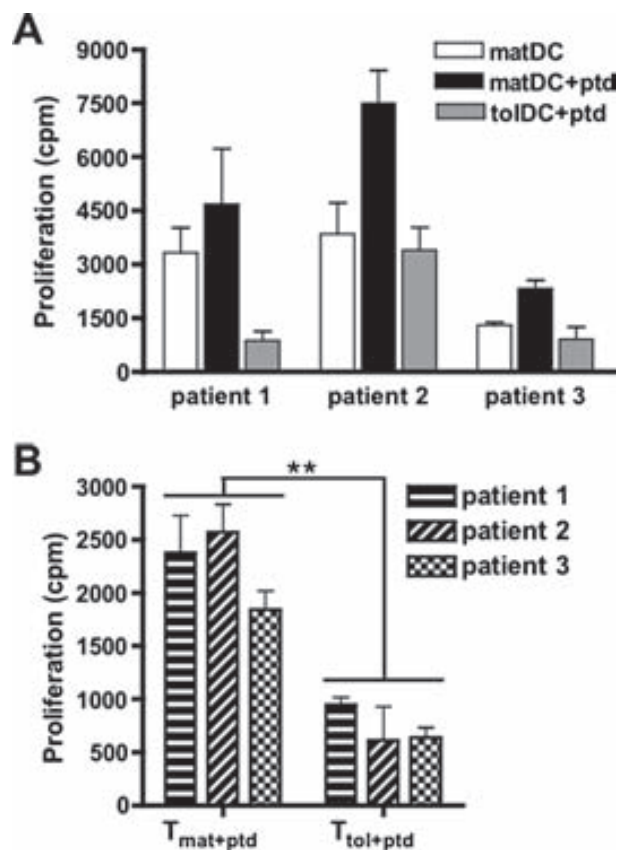 A
9000
7500
6000
4500
3000
1500
0
Proliferation (cpm)
matDC
matDC+ptd
tolDC+ptd
patient 1 patient 2 patient 3
B
3000
2500
2000
1500
1000
500
0
Proliferation (cpm)
**
patient 1
patient 2
patient 3
Tmat+ptd Ttol+ptd